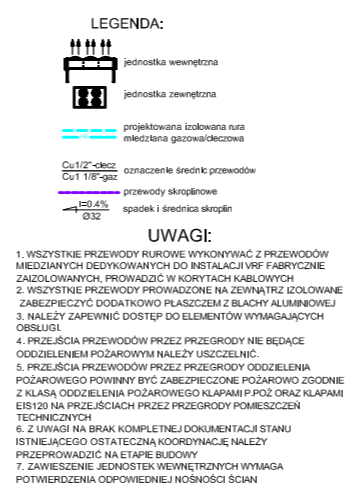 LEGENDA:
jednostka wewnętrzna
jednostka zewnętrzna
projektowana izolowana rura
miedziana gazowa/cieczowa
Cu1/2"-ciecz
Cu1 1/8"-gaz
oznaczenie średnic przewodów
przewody skroplinowe
i=0.4%
Ø32
spadek i średnica skroplin
UWAGI:
1. WSZYSTKIE PRZEWODY RUROWE WYKONYWAĆ Z PRZEWODÓW
MIEDZIANYCH DEDYKOWANYCH DO INSTALACJI VRF FABRYCZNIE
ZAIZOLOWANYCH, PROWADZIĆ W KORYTACH KABLOWYCH
2. WSZYSTKIE PRZEWODY PROWADZONE NA ZEWNĄTRZ IZOLOWANE
ZABEZPIECZYĆ DODATKOWO PŁASZCZEM Z BLACHY ALUMINIOWEJ
3. NALEŻY ZAPEWNIĆ DOSTĘP DO ELEMENTÓW WYMAGAJĄCYCH
OBSŁUGI.
4. PRZEJŚCIA PRZEWODÓW PRZEZ PRZEGRODY NIE BĘDĄCE
ODDZIELENIEM POŻAROWYM NALEŻY USZCZELNIĆ.
5. PRZEJŚCIA PRZEWODÓW PRZEZ PRZEGRODY ODDZIELENIA
POŻAROWEGO POWINNY BYĆ ZABEZPIECZONE POŻAROWO ZGODNIE
Z KLASĄ ODDZIELENIA POŻAROWEGO KLAPAMI P.POŻ ORAZ KLAPAMI
EIS120 NA PRZEJŚCIACH PRZEZ PRZEGRODY POMIESZCZEŃ
TECHNICZNYCH
6. Z UWAGI NA BRAK KOMPLETNEJ DOKUMENTACJI STANU
ISTNIEJĄCEGO OSTATECZNĄ KOORDYNACJĘ NALEŻY
PRZEPROWADZIĆ NA ETAPIE BUDOWY
7. ZAWIESZENIE JEDNOSTEK WEWNĘTRZNYCH WYMAGA
POTWIERDZENIA ODPOWIEDNIEJ NOŚNOŚCI ŚCIAN